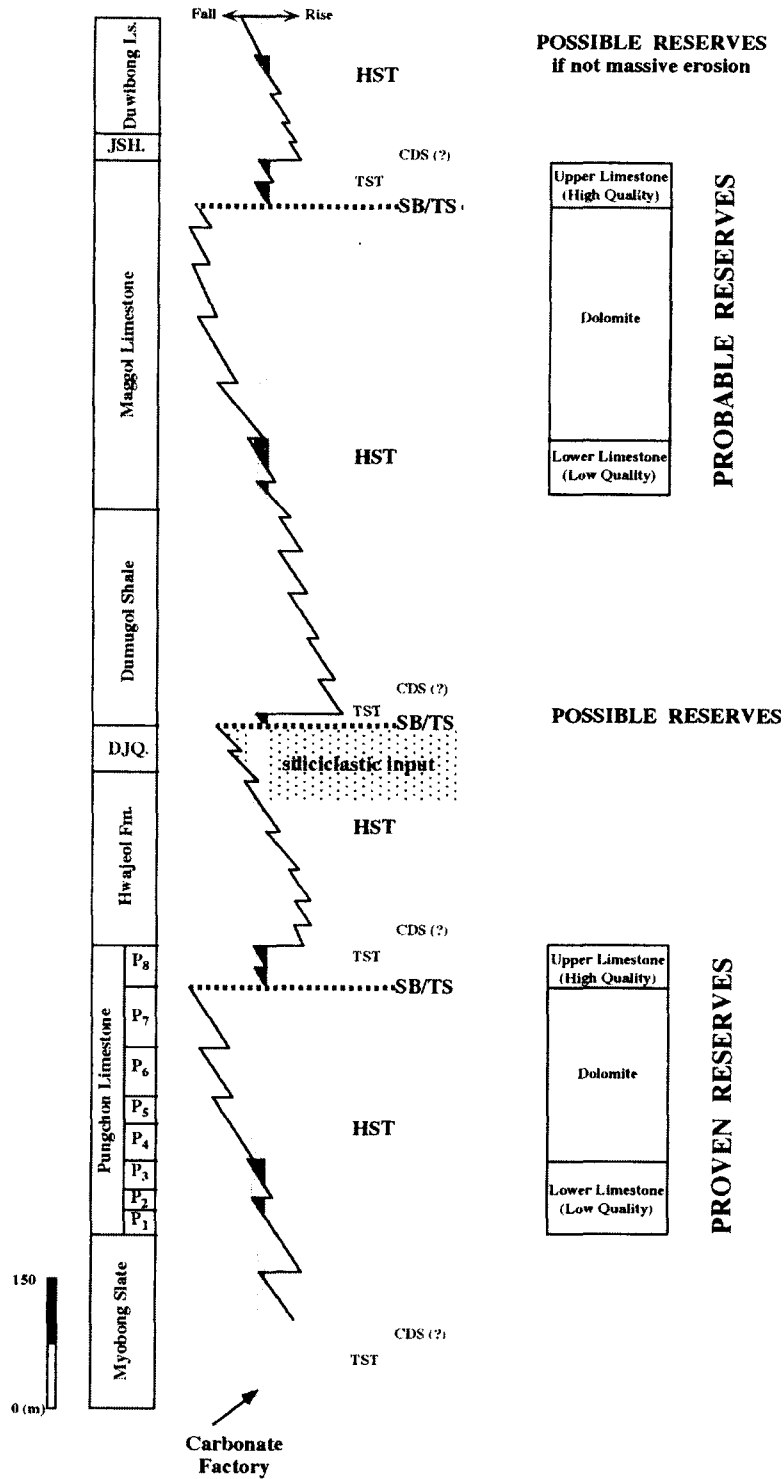 Fall
Rise
Duwibong Ls.
HST
POSSIBLE RESERVES
if not massive erosion
JSH.
CDS (?)
TST
SB/TS
Upper Limestone
(High Quality)
Maggol Limestone
Dolomite
PROBABLE RESERVES
HST
Lower Limestone
(Low Quality)
Dumugol Shale
CDS (?)
TST
SB/TS
POSSIBLE RESERVES
DJQ.
siliciclastic input
Hwajeol Fm.
HST
CDS (?)
TST
SB/TS
Upper Limestone
(High Quality)
Pungchon Limestone
P8
P7
P6
P5
P4
P3
P2
P1
Dolomite
PROVEN RESERVES
HST
Lower Limestone
(Low Quality)
Myobong Slate
CDS (?)
TST
150
0 (m)
Carbonate
Factory